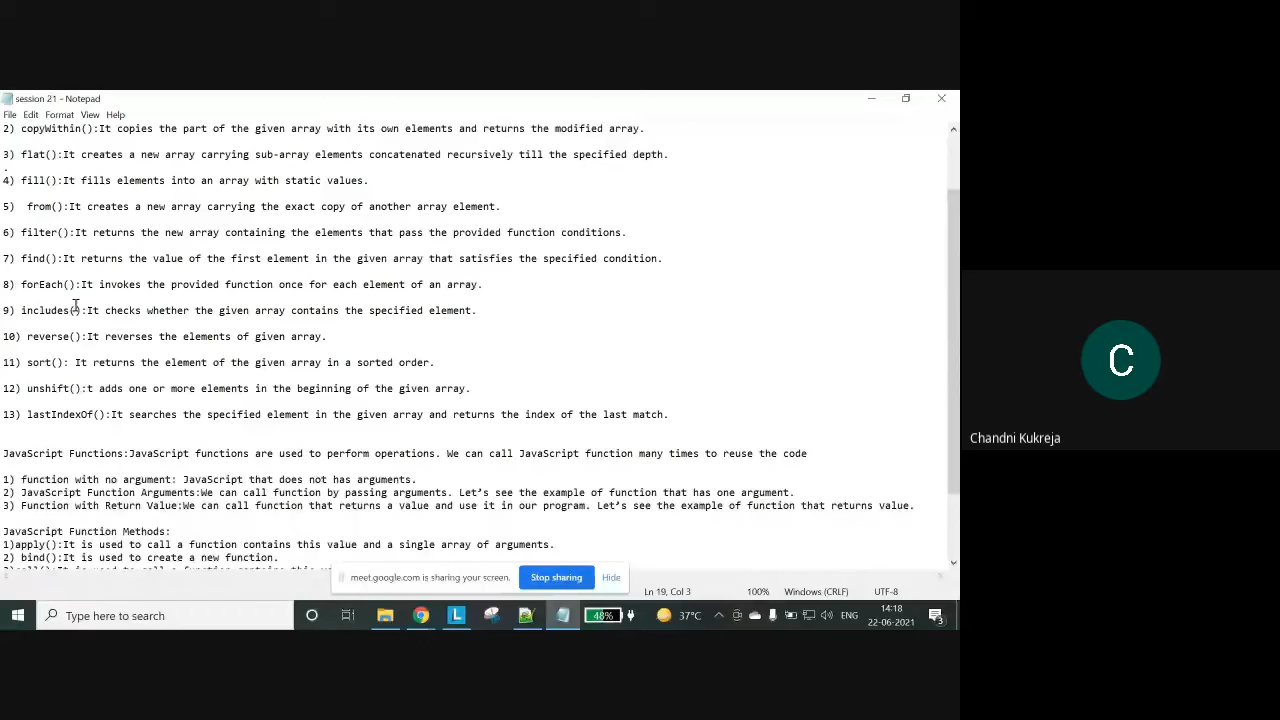 session 21 - Notepad
File Edit Format View Help
2) copyWithin():It copies the part of the given array with its own elements and returns the modified array.
3) flat():It creates a new array carrying sub-array elements concatenated recursively till the specified depth.
.
4) fill():It fills elements into an array with static values.
5)  from():It creates a new array carrying the exact copy of another array element.
6) filter():It returns the new array containing the elements that pass the provided function conditions.
7) find():It returns the value of the first element in the given array that satisfies the specified condition.
8) forEach():It invokes the provided function once for each element of an array.
9) includes():It checks whether the given array contains the specified element.
10) reverse():It reverses the elements of given array.
11) sort(): It returns the element of the given array in a sorted order.
12) unshift():t adds one or more elements in the beginning of the given array.
13) lastIndexOf():It searches the specified element in the given array and returns the index of the last match.
JavaScript Functions:JavaScript functions are used to perform operations. We can call JavaScript function many times to reuse the code
1) function with no argument: JavaScript that does not has arguments.
2) JavaScript Function Arguments:We can call function by passing arguments. Let’s see the example of function that has one argument.
3) Function with Return Value:We can call function that returns a value and use it in our program. Let’s see the example of function that returns value.
JavaScript Function Methods:
1)apply():It is used to call a function contains this value and a single array of arguments.
2) bind():It is used to create a new function.
meet.google.com is sharing your screen. Stop sharing Hide
Ln 19, Col 3 100% Windows (CRLF) UTF-8
Type here to search
L
48%
37°C
ENG
14:18
22-06-2021
3
C
Chandni Kukreja